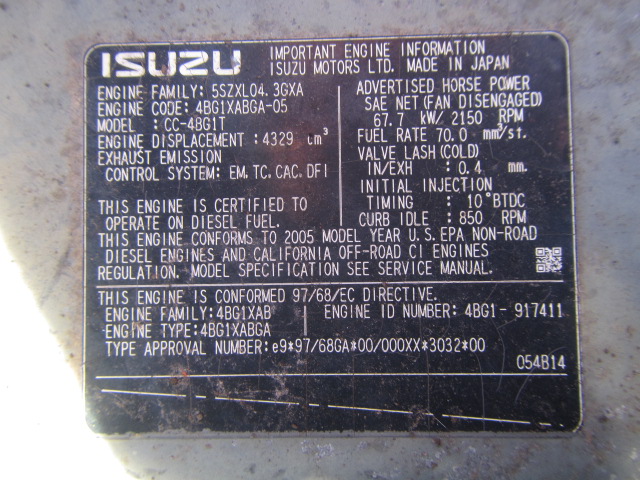 ISUZU
IMPORTANT ENGINE INFORMATION
ISUZU MOTORS LTD. MADE IN JAPAN
ENGINE FAMILY: 5SZXL04.3GXA
ENGINE CODE: 4BG1XABGA-05
MODEL : CC-4BG1T
ENGINE DISPLACEMENT: 4329 cm³
EXHAUST EMISSION
CONTROL SYSTEM: EM, TC, CAC, DFI
THIS ENGINE IS CERTIFIED TO
OPERATE ON DIESEL FUEL.
ADVERTISED HORSE POWER
SAE NET (FAN DISENGAGED)
67.7 kW/ 2150 RPM
FUEL RATE 70.0 mm³/st.
VALVE LASH (COLD)
IN/EXH : 0.4 mm.
INITIAL INJECTION
TIMING : 10°BTDC
CURB IDLE : 850 RPM
THIS ENGINE CONFORMS TO 2005 MODEL YEAR U.S. EPA NON-ROAD
DIESEL ENGINES AND CALIFORNIA OFF-ROAD CI ENGINES
REGULATION. MODEL SPECIFICATION SEE SERVICE MANUAL.
THIS ENGINE IS CONFORMED 97/68/EC DIRECTIVE.
ENGINE FAMILY: 4BG1XAB ENGINE ID NUMBER: 4BG1- 917411
ENGINE TYPE: 4BG1XABGA
TYPE APPROVAL NUMBER: e9*97/68GA*00/000XX*3032*00
054B14